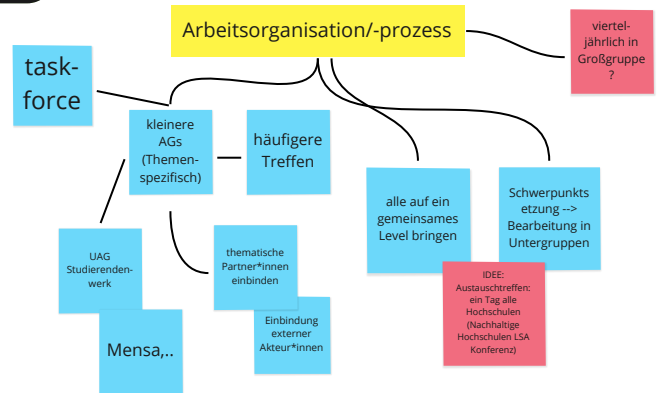 Arbeitsorganisation/-prozess
viertel-
jährlich in
Großgruppe
?
task-
force
kleinere
AGs
(Themen-
spezifisch)
häufigere
Treffen
alle auf ein
gemeinsames
Level bringen
Schwerpunkts
etzung -->
Bearbeitung in
Untergruppen
UAG
Studierenden-
werk
thematische
Partner*innen
einbinden
IDEE:
Austauschtreffen:
ein Tag alle
Hochschulen
(Nachhaltige
Hochschulen LSA
Konferenz)
Mensa,..
Einbindung
externer
Akteur*innen